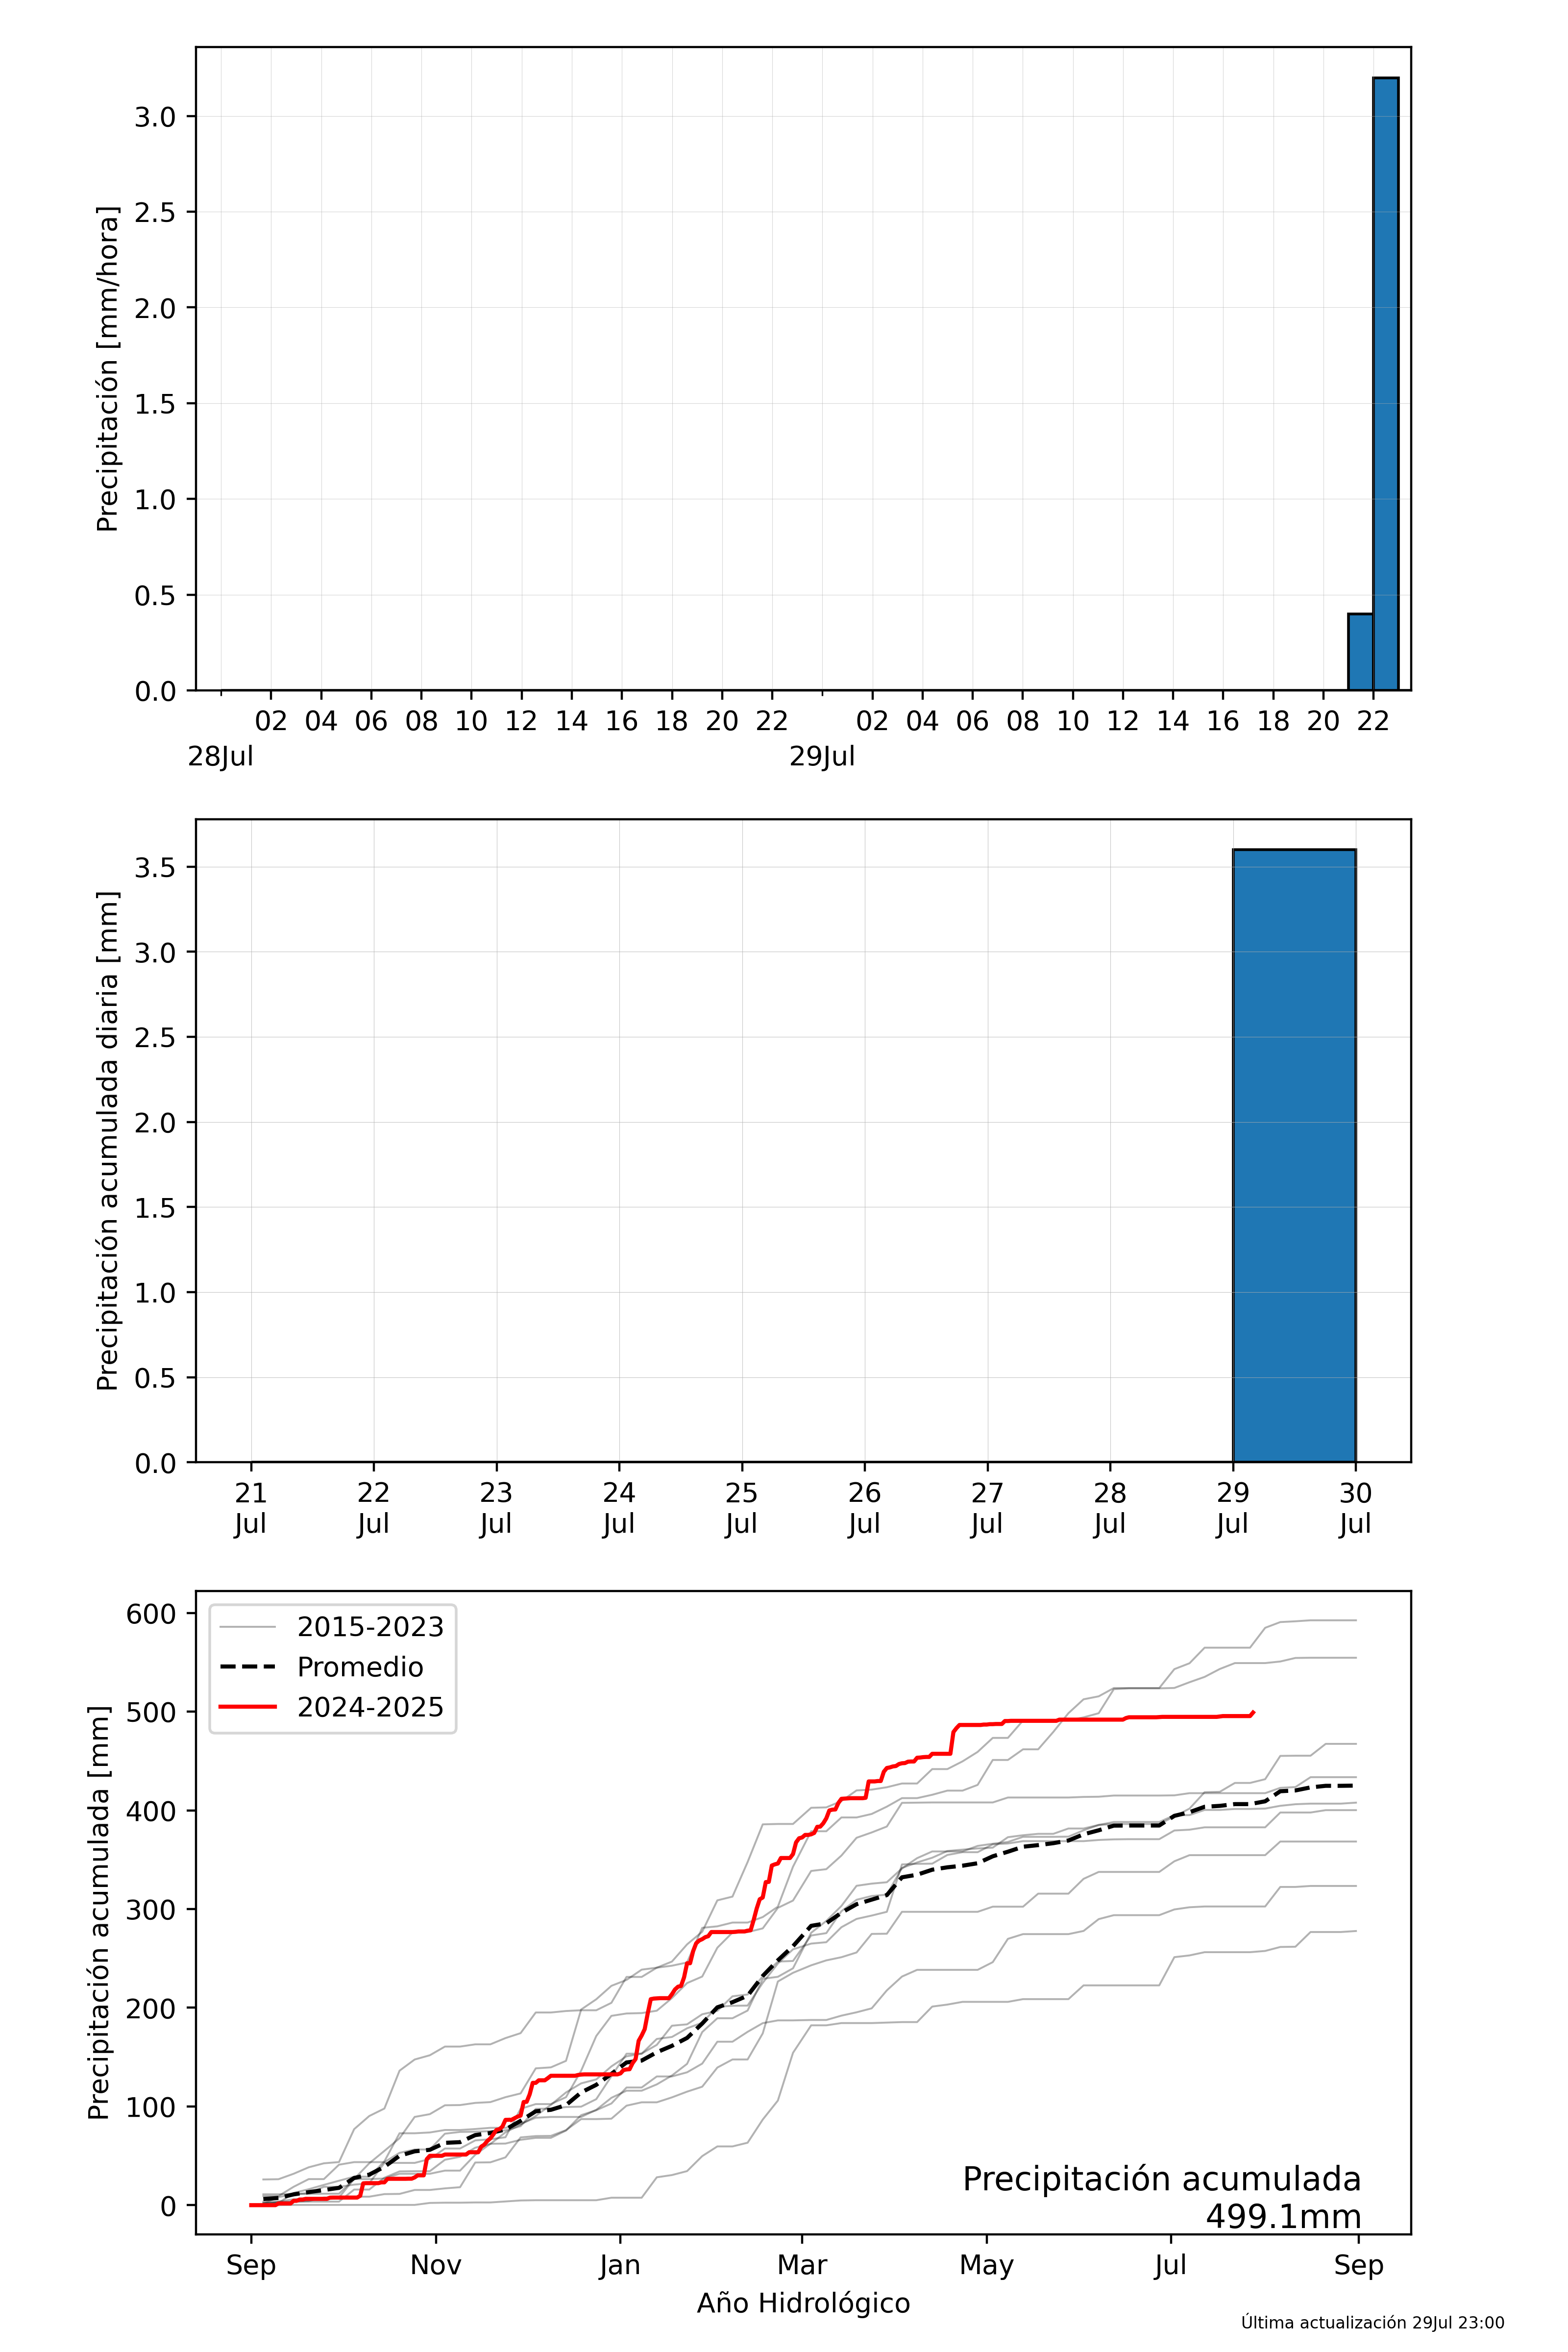 Precipitación [mm/hora]
3.0
2.5
2.0
1.5
1.0
0.5
0.0
02 04 06 08 10 12 14 16 18 20 22 02 04 06 08 10 12 14 16 18 20 22
28Jul 29Jul
Precipitación acumulada diaria [mm]
3.5
3.0
2.5
2.0
1.5
1.0
0.5
0.0
21 22 23 24 25 26 27 28 29 30
Jul Jul Jul Jul Jul Jul Jul Jul Jul Jul
Precipitación acumulada [mm]
600
500
400
300
200
100
0
2015-2023
Promedio
2024-2025
Precipitación acumulada
499.1mm
Sep Nov Jan Mar May Jul Sep
Año Hidrológico
Última actualización 29Jul 23:00